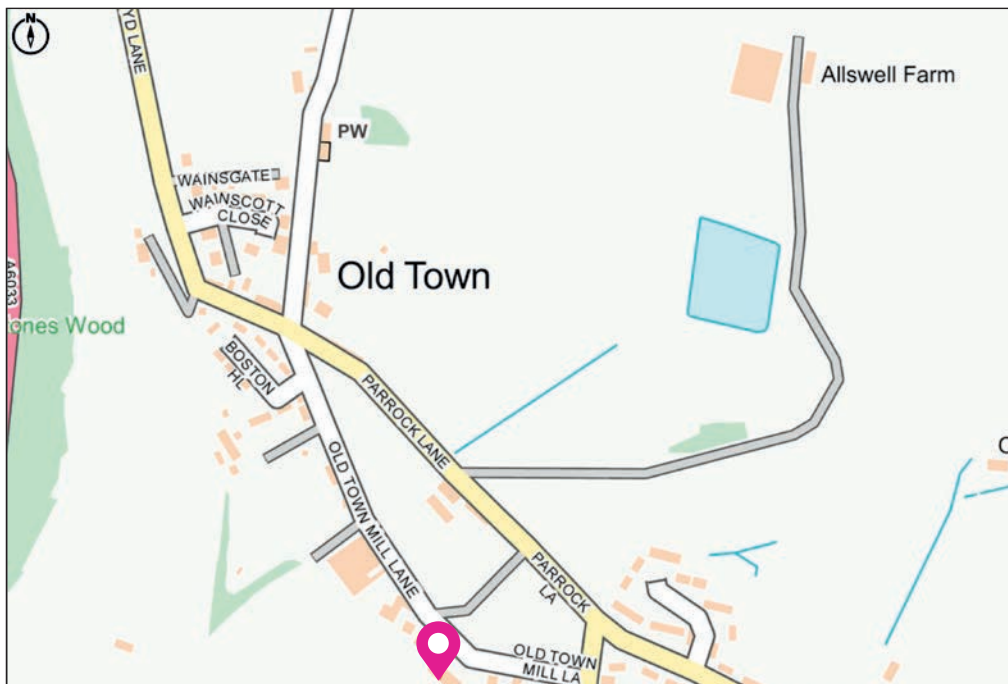 N
YD LANE
Allswell Farm
PW
WAINSGATE
WAINSCOTT
CLOSE
Old Town
A6033
ones Wood
BOSTON
HL
PARROCK LANE
OLD TOWN MILL LANE
PARROCK
LA
OLD TOWN
MILL LA